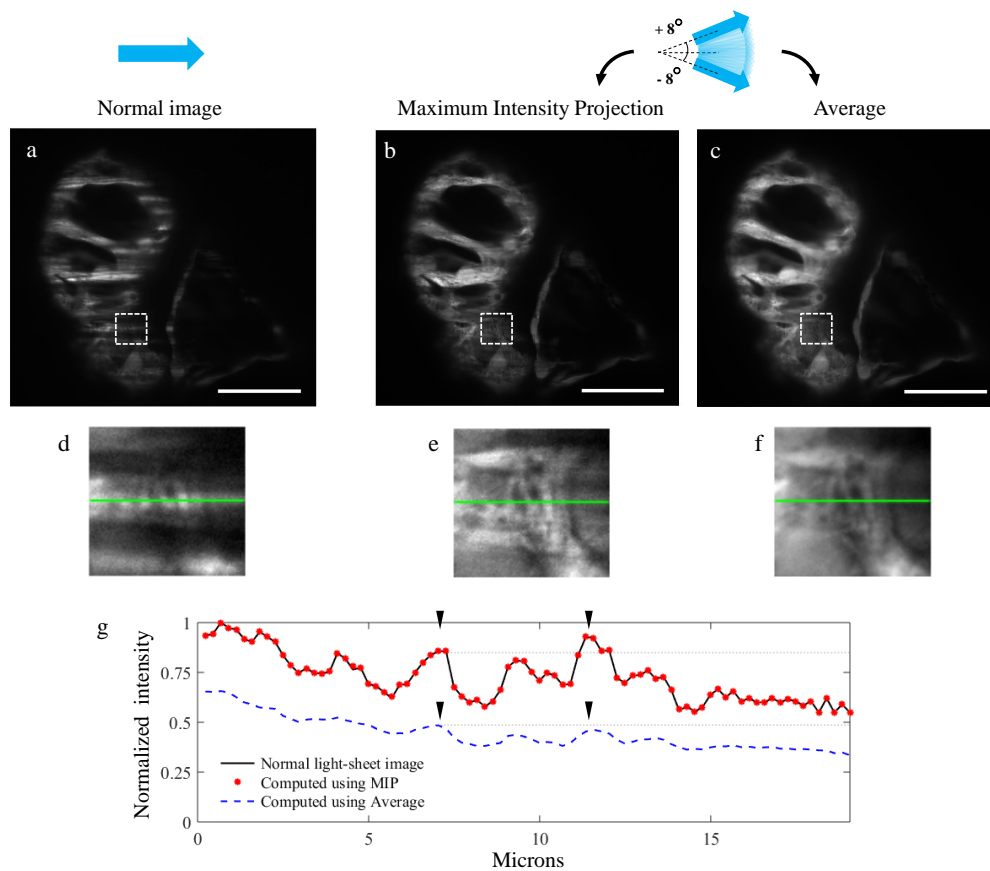 + 8°
- 8°
Normal image
Maximum Intensity Projection
Average
a
b
c
d
e
f
g
Normalized intensity
1
0.75
0.5
0.25
0
Normal light-sheet image
Computed using MIP
Computed using Average
0
5
10
15
Microns